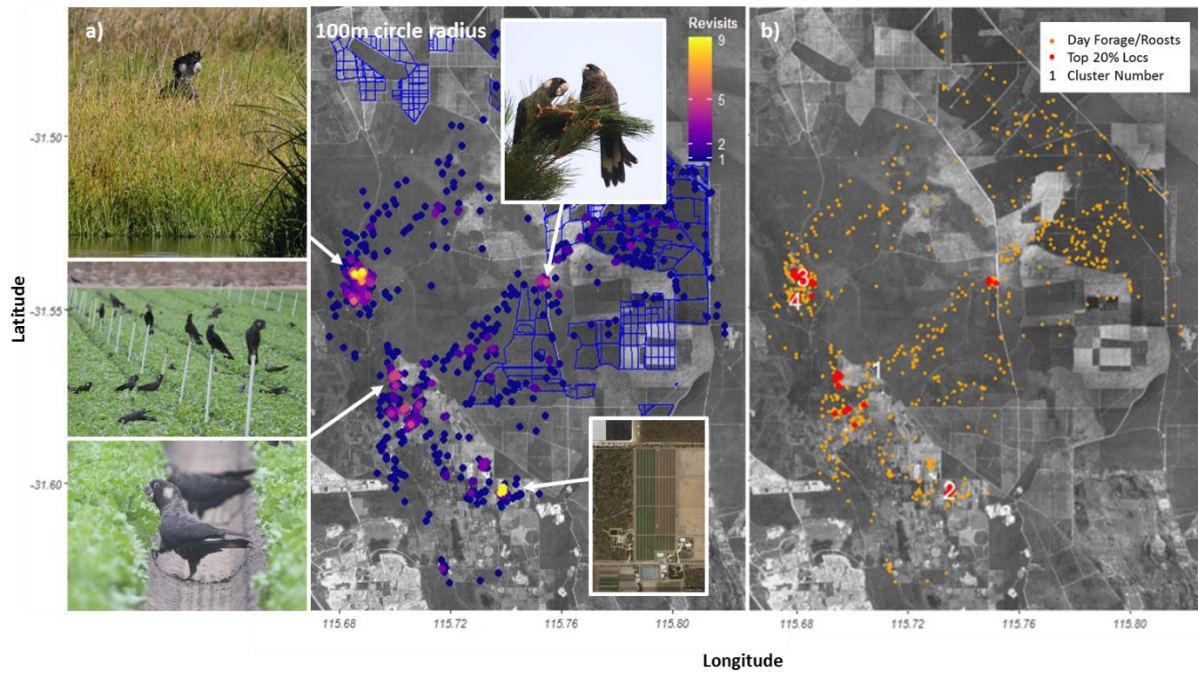 a)
100m circle radius
Revisits
9
5
2
1
b)
Day Forage/Roosts
Top 20% Locs
1 Cluster Number
-31.50
-31.55
-31.60
Latitude
3
4
1
2
115.68
115.72
115.76
115.80
115.68
115.72
115.76
115.80
Longitude